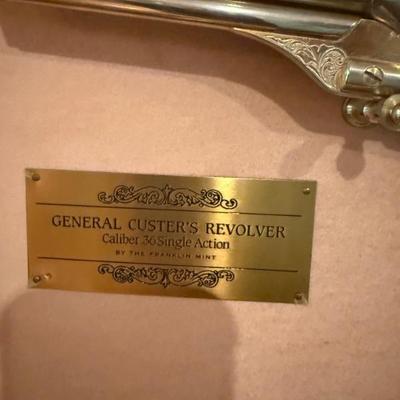 GENERAL CUSTER'S REVOLVER
Caliber 36 Single Action
BY THE FRANKLIN MINT